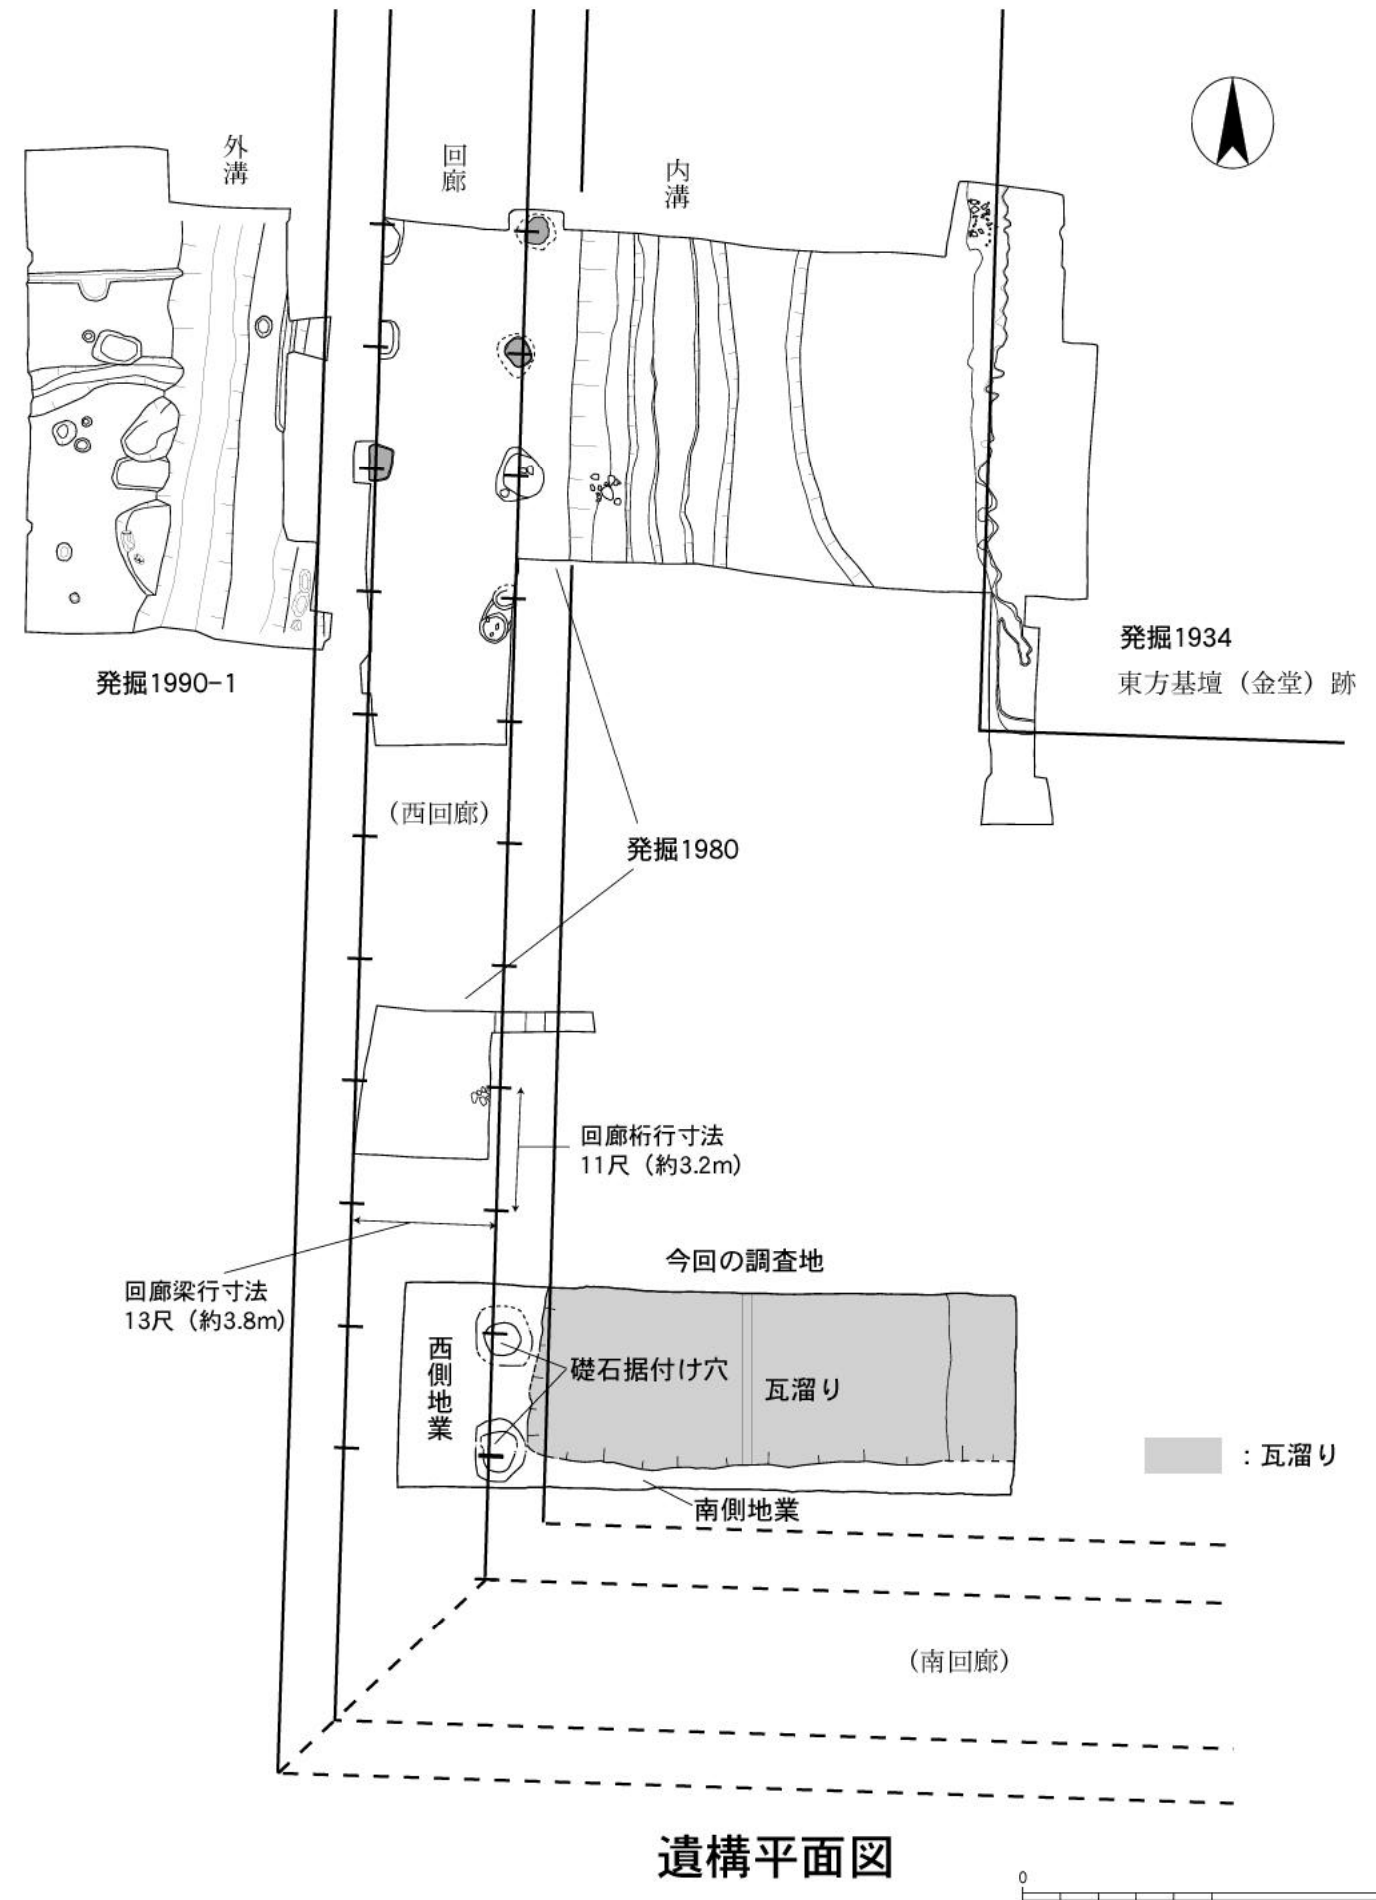 外溝
回廊
内溝
発掘1990-1
発掘1934
東方基壇（金堂）跡
（西回廊）
発掘1980
回廊桁行寸法
11尺（約3.2m）
今回の調査地
回廊梁行寸法
13尺（約3.8m）
西側地業
礎石据付け穴
瓦溜り
：瓦溜り
南側地業
（南回廊）
遺構平面図
0